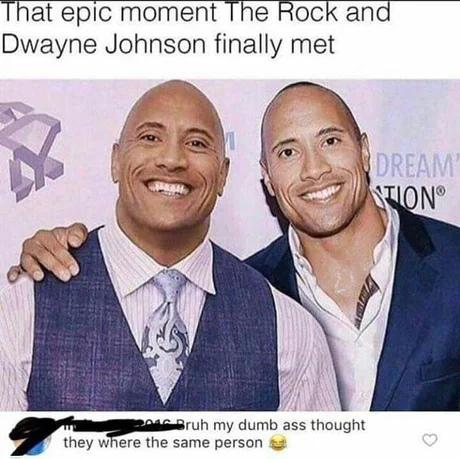 That epic moment The Rock and
Dwayne Johnson finally met
DREAM
TION®
Bruh my dumb ass thought
they where the same person 😂